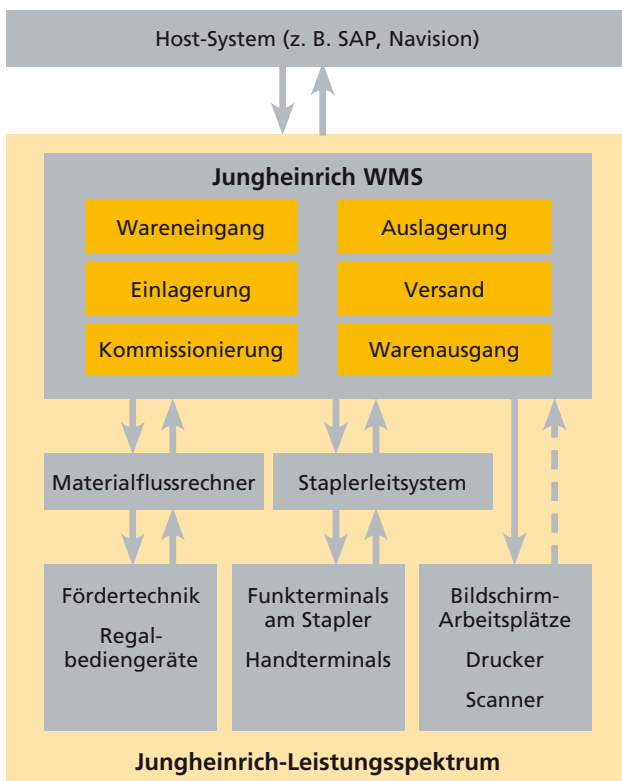 Host-System (z. B. SAP, Navision)
Jungheinrich WMS
Wareneingang
Auslagerung
Einlagerung
Versand
Kommissionierung
Warenausgang
Materialflussrechner
Staplerleitsystem
Fördertechnik
Regal-
bediengeräte
Funkterminals
am Stapler
Handterminals
Bildschirm-
Arbeitsplätze
Drucker
Scanner
Jungheinrich-Leistungsspektrum